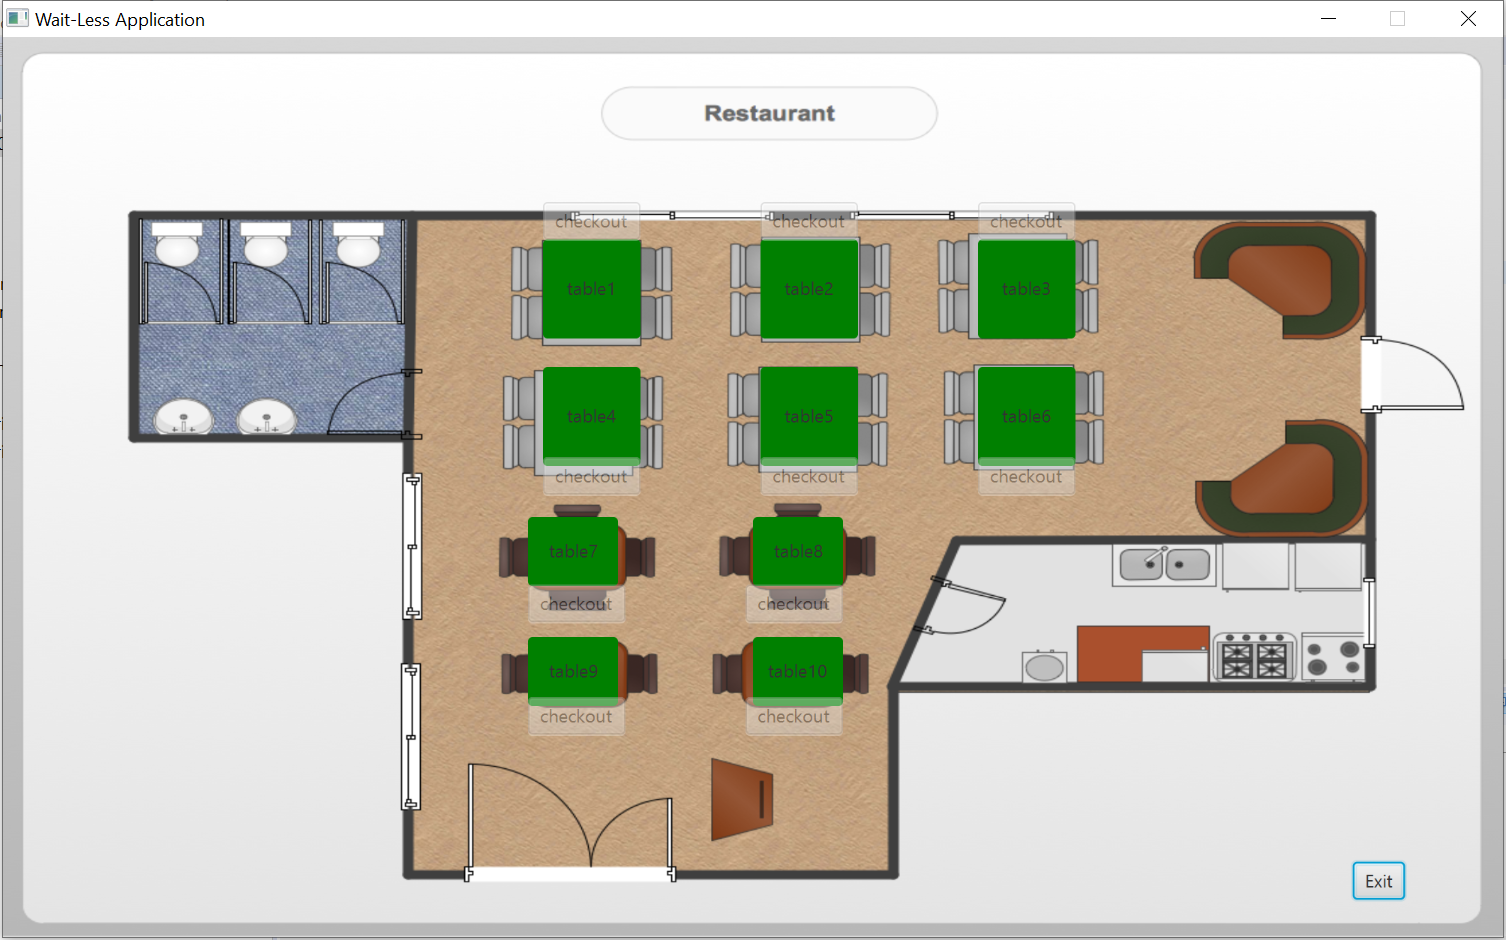 Wait-Less Application
Restaurant
checkout checkout checkout
table1 table2 table3
table4 table5 table6
checkout checkout checkout
table7 table8
checkout checkout
table9 table10
checkout checkout
Exit